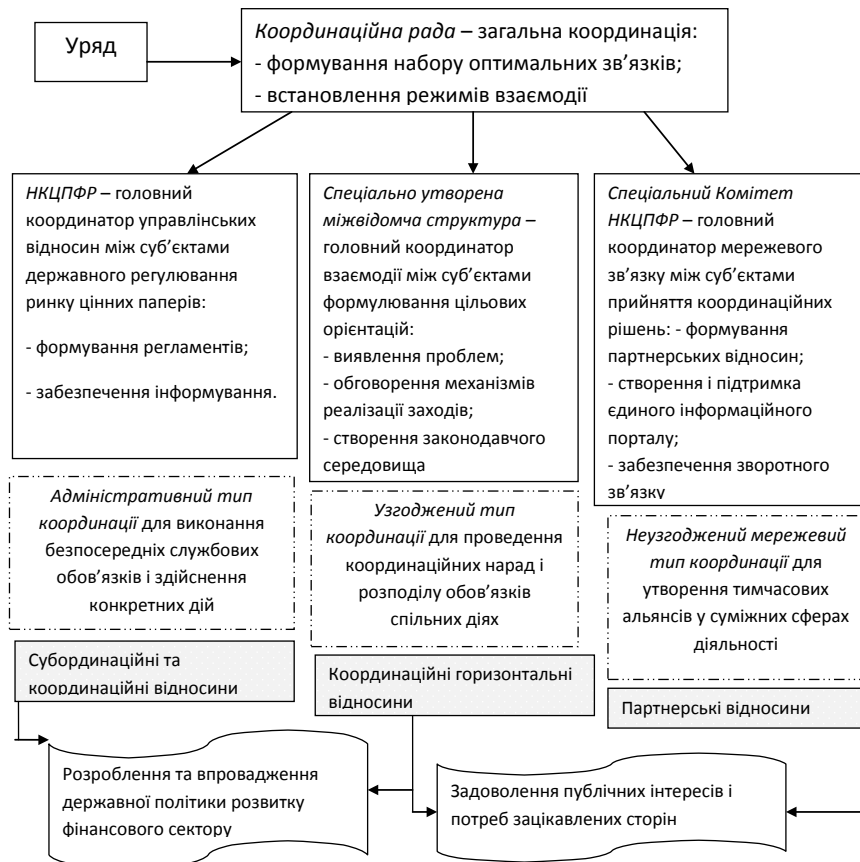 Уряд
Координаційна рада – загальна координація:
- формування набору оптимальних зв’язків;
- встановлення режимів взаємодії
НКЦПФР – головний
координатор управлінських
відносин між суб’єктами
державного регулювання
ринку цінних паперів:
- формування регламентів;
- забезпечення інформування.
Спеціально утворена
міжвідомча структура –
головний координатор
взаємодії між суб’єктами
формулювання цільових
орієнтацій:
- виявлення проблем;
- обговорення механізмів
реалізації заходів;
- створення законодавчого
середовища
Спеціальний Комітет
НКЦПФР – головний
координатор мережевого
зв’язку між суб’єктами
прийняття координаційних
рішень: - формування
партнерських відносин;
- створення і підтримка
єдиного інформаційного
порталу;
- забезпечення зворотного
зв’язку
Адміністративний тип
координації для виконання
безпосередніх службових
обов’язків і здійснення
конкретних дій
Узгоджений тип
координації для проведення
координаційних нарад і
розподілу обов’язків
спільних діях
Неузгоджений мережевий
тип координації для
утворення тимчасових
альянсів у суміжних сферах
діяльності
Субординаційні та
координаційні відносини
Координаційні горизонтальні
відносини
Партнерські відносини
Розроблення та впровадження
державної політики розвитку
фінансового сектору
Задоволення публічних інтересів і
потреб зацікавлених сторін